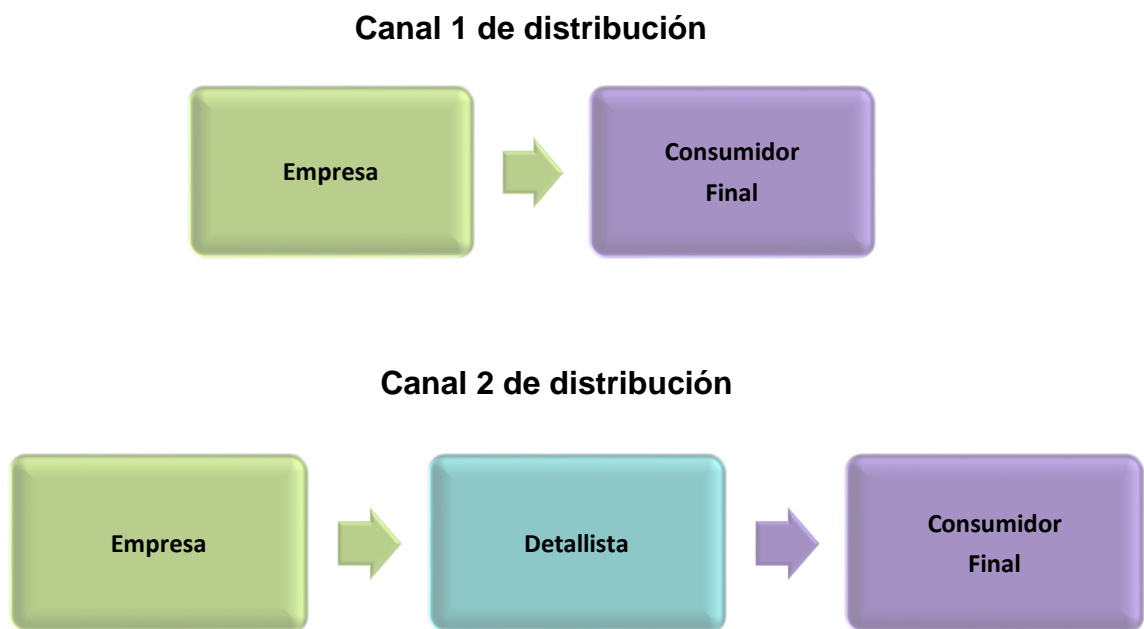 Canal 1 de distribución
Empresa
Consumidor
Final
Canal 2 de distribución
Empresa
Detallista
Consumidor
Final